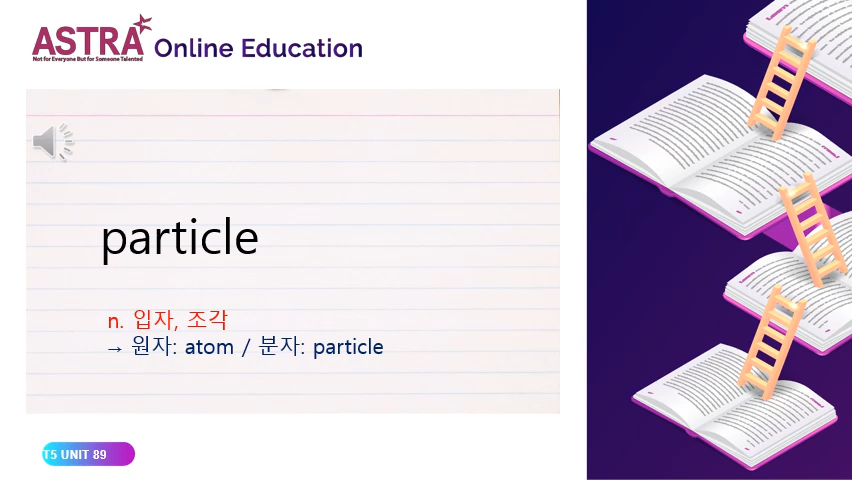 ASTRA
Not for Everyone But for Someone Talented
Online Education
particle
n. 입자, 조각
→ 원자: atom / 분자: particle
T5 UNIT 89